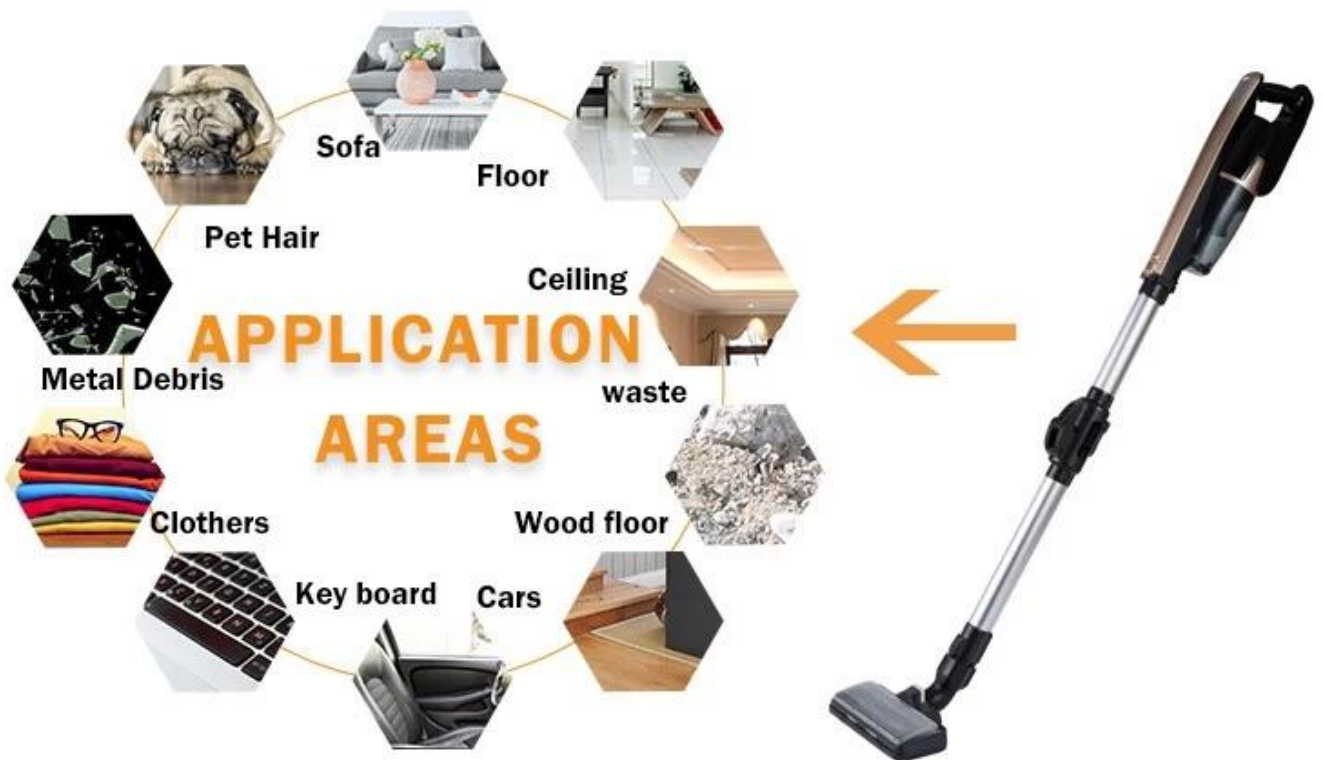 Sofa
Floor
Pet Hair
Ceiling
APPLICATION
Metal Debris
waste
AREAS
Clothers
Wood floor
Key board
Cars